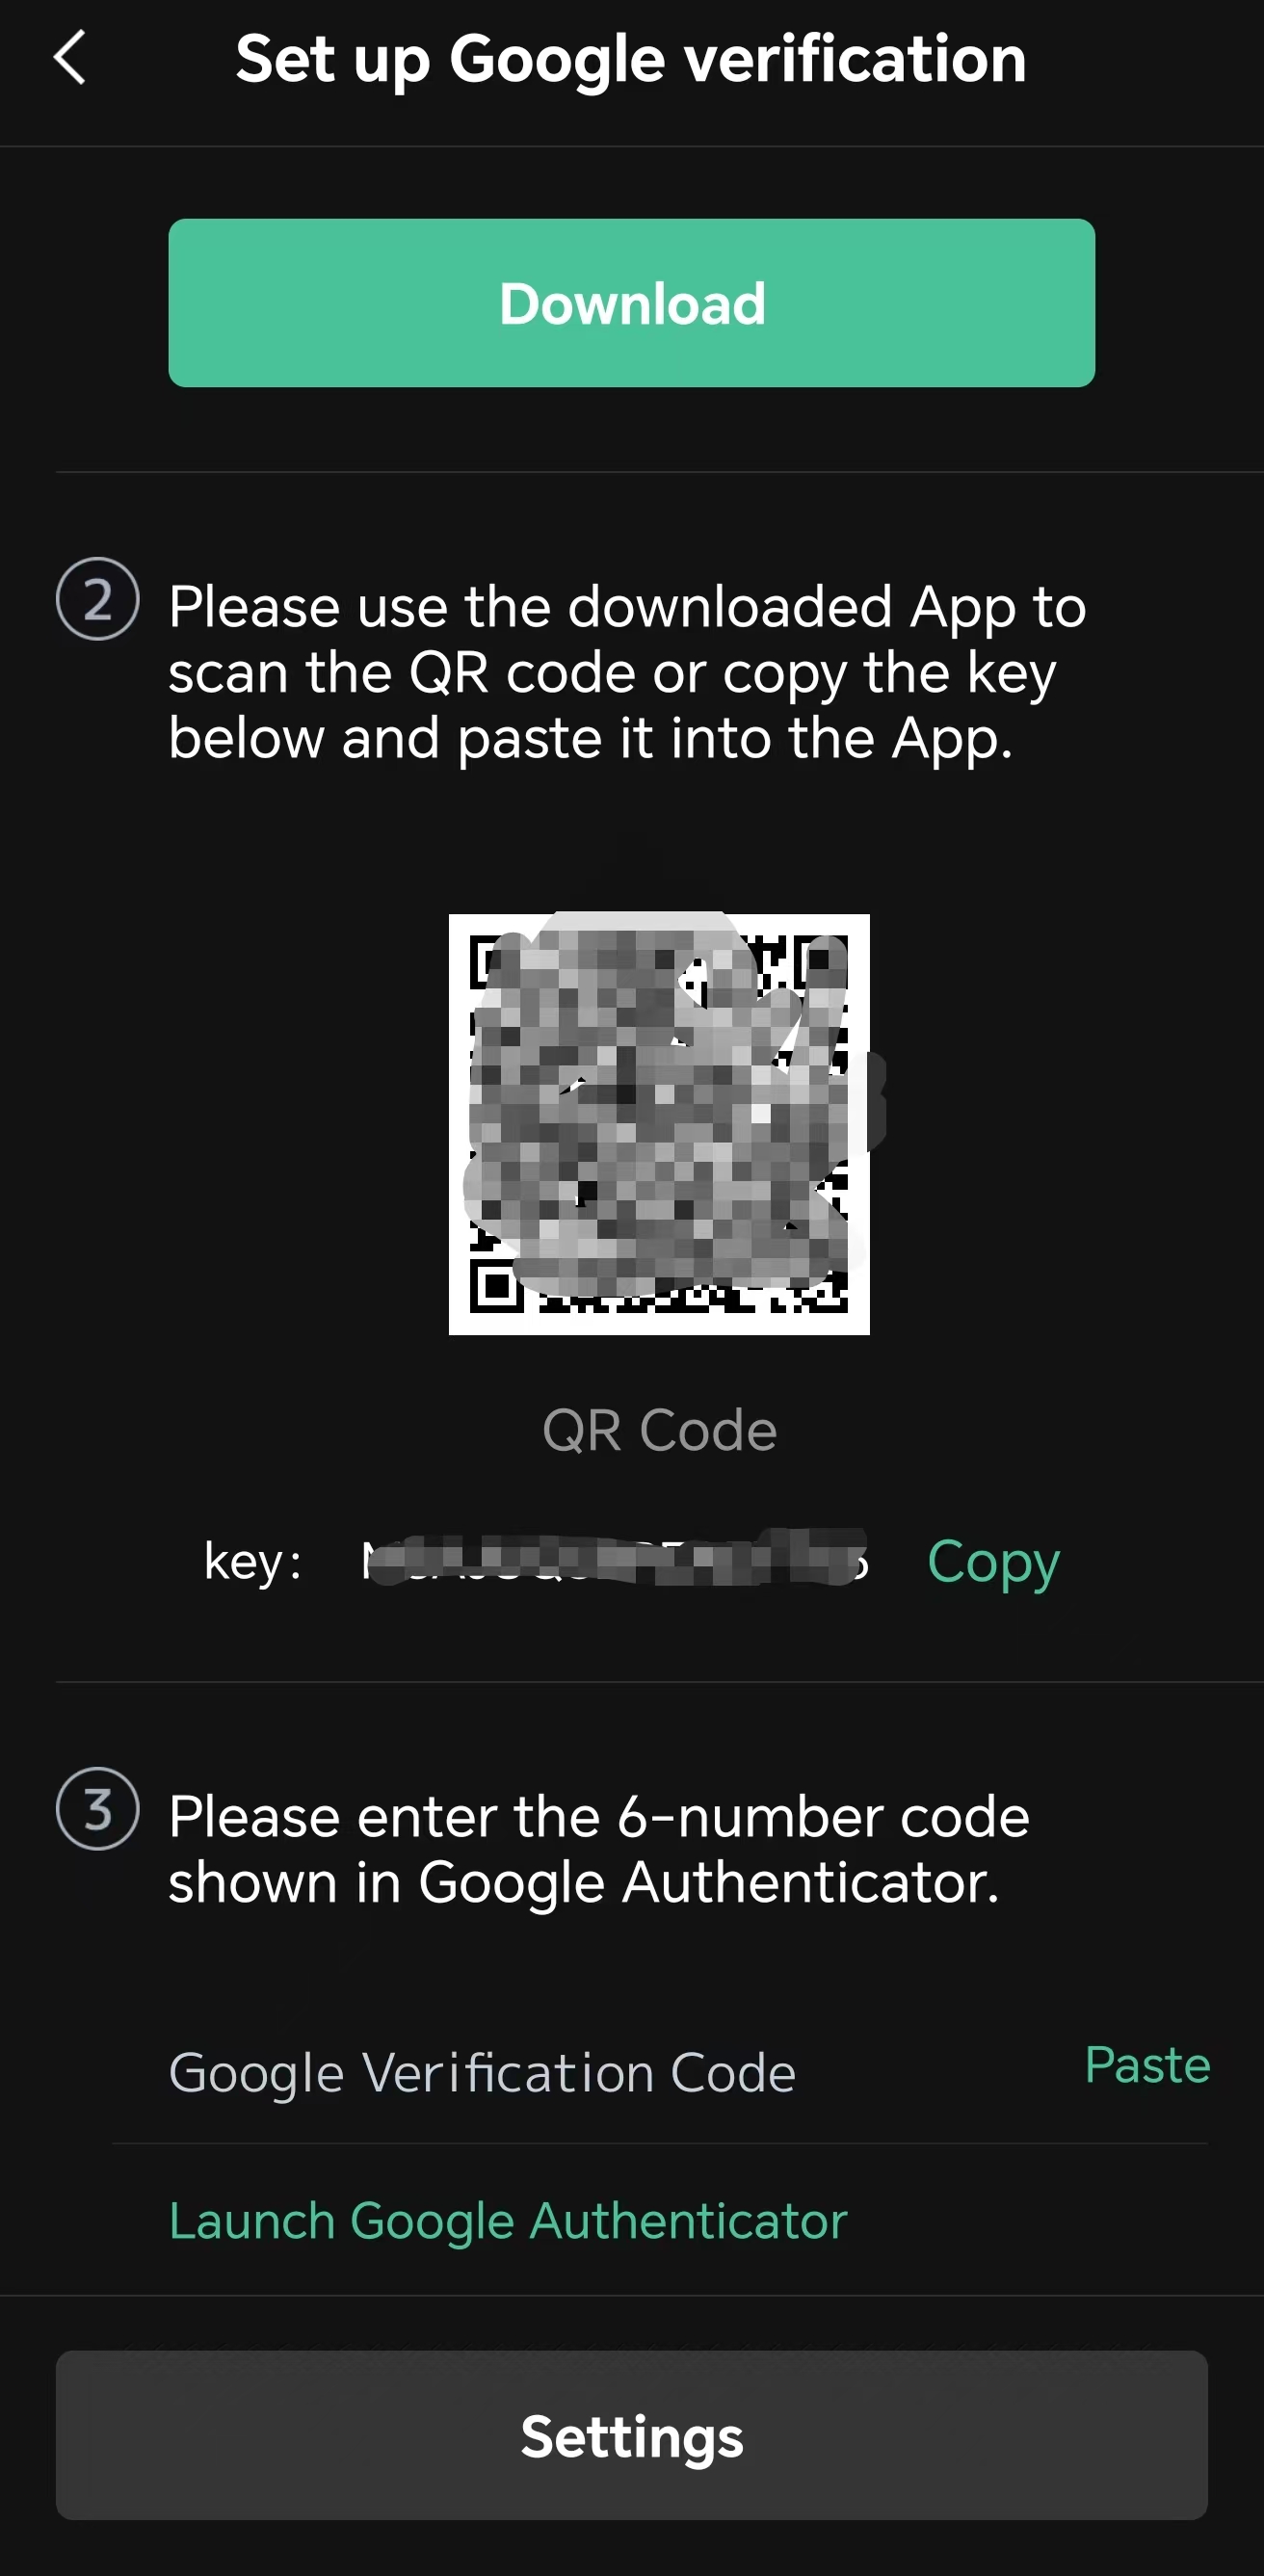 Set up Google verification
Download
2
Please use the downloaded App to
scan the QR code or copy the key
below and paste it into the App.
QR Code
key: Copy
3
Please enter the 6-number code
shown in Google Authenticator.
Google Verification Code Paste
Launch Google Authenticator
Settings